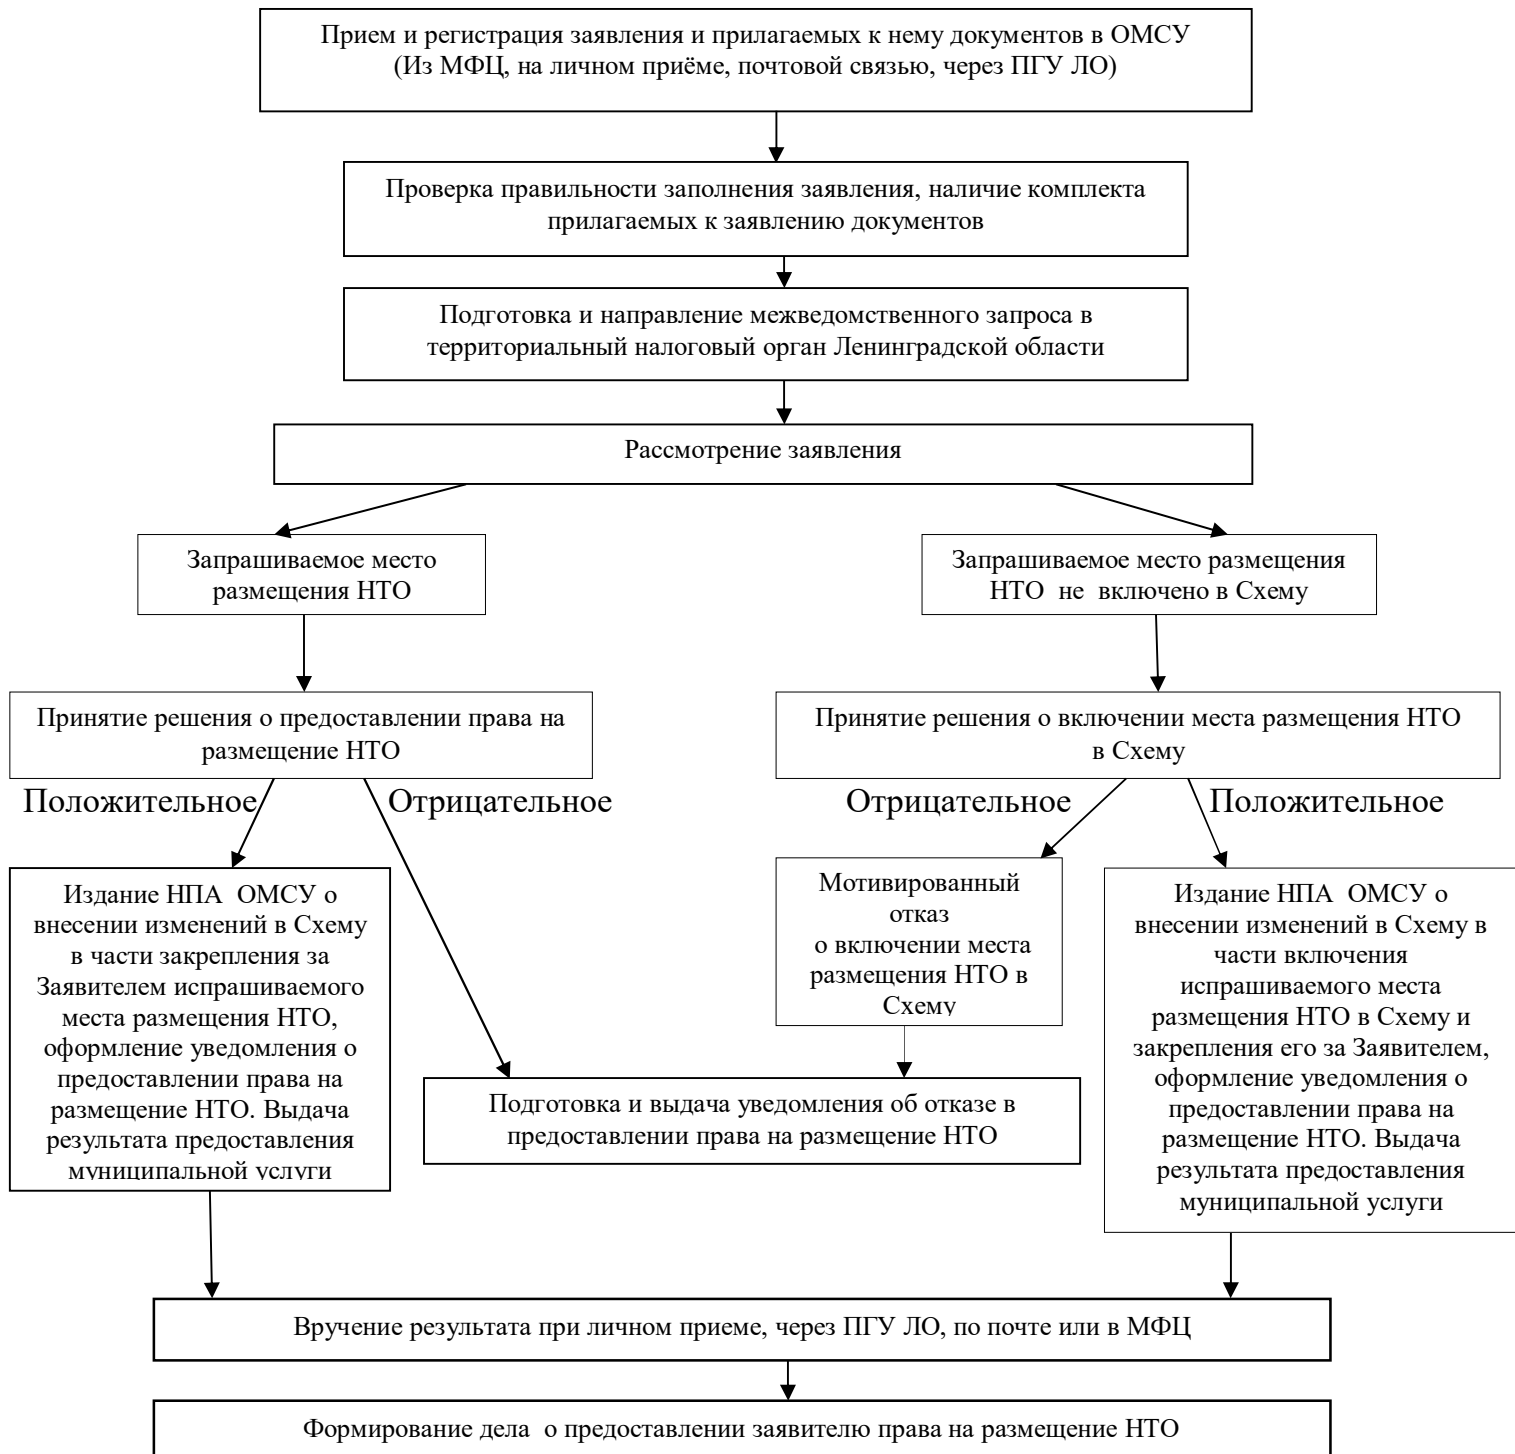 Прием и регистрация заявления и прилагаемых к нему документов в ОМСУ
(Из МФЦ, на личном приёме, почтовой связью, через ПГУ ЛО)
Проверка правильности заполнения заявления, наличие комплекта
прилагаемых к заявлению документов
Подготовка и направление межведомственного запроса в
территориальный налоговый орган Ленинградской области
Рассмотрение заявления
Запрашиваемое место
размещения НТО
Запрашиваемое место размещения
НТО не включено в Схему
Принятие решения о предоставлении права на
размещение НТО
Принятие решения о включении места размещения НТО
в Схему
Положительное
Отрицательное
Отрицательное
Положительное
Издание НПА ОМСУ о
внесении изменений в Схему
в части закрепления за
Заявителем испрашиваемого
места размещения НТО,
оформление уведомления о
предоставлении права на
размещение НТО. Выдача
результата предоставления
муниципальной услуги
Мотивированный
отказ
о включении места
размещения НТО в
Схему
Издание НПА ОМСУ о
внесении изменений в Схему в
части включения
испрашиваемого места
размещения НТО в Схему и
закрепления его за Заявителем,
оформление уведомления о
предоставлении права на
размещение НТО. Выдача
результата предоставления
муниципальной услуги
Подготовка и выдача уведомления об отказе в
предоставлении права на размещение НТО
Вручение результата при личном приеме, через ПГУ ЛО, по почте или в МФЦ
Формирование дела о предоставлении заявителю права на размещение НТО